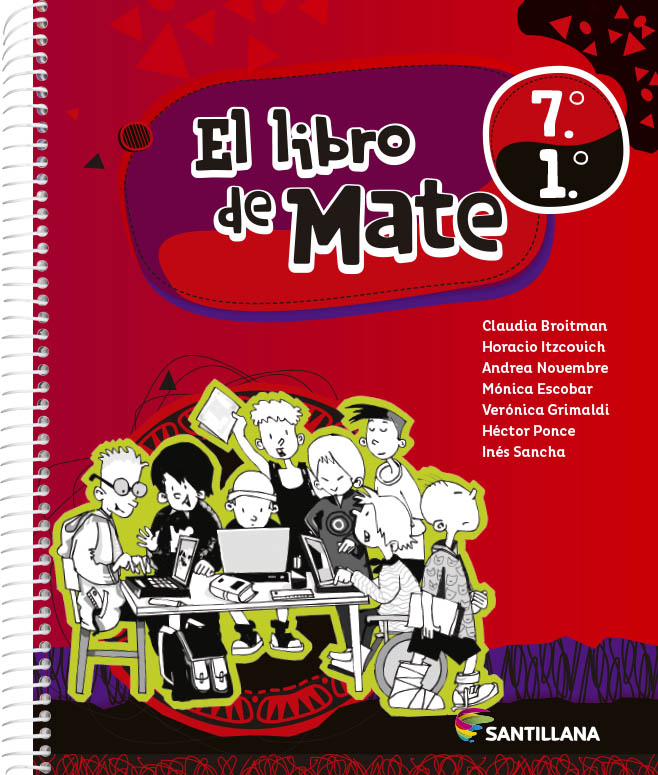 El libro
de Mate
7.°
1.°
Claudia Broitman
Horacio Itzcovich
Andrea Novembre
Mónica Escobar
Verónica Grimaldi
Héctor Ponce
Inés Sancha
SANTILLANA